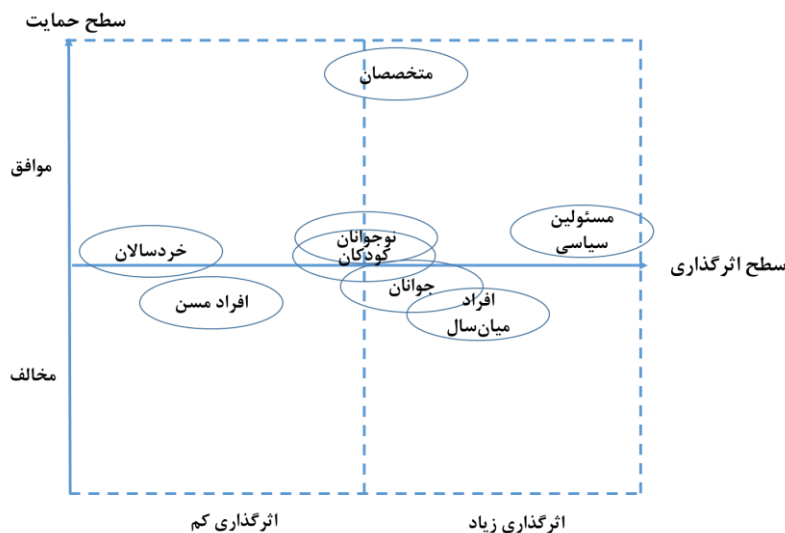 سطح حمایت
متخصصان
موافق
مسئولین
سیاسی
نوجوانان
کودکان
خردسالان
سطح اثرگذاری
جوانان
افراد
میان‌سال
افراد مسن
مخالف
اثرگذاری زیاد
اثرگذاری کم